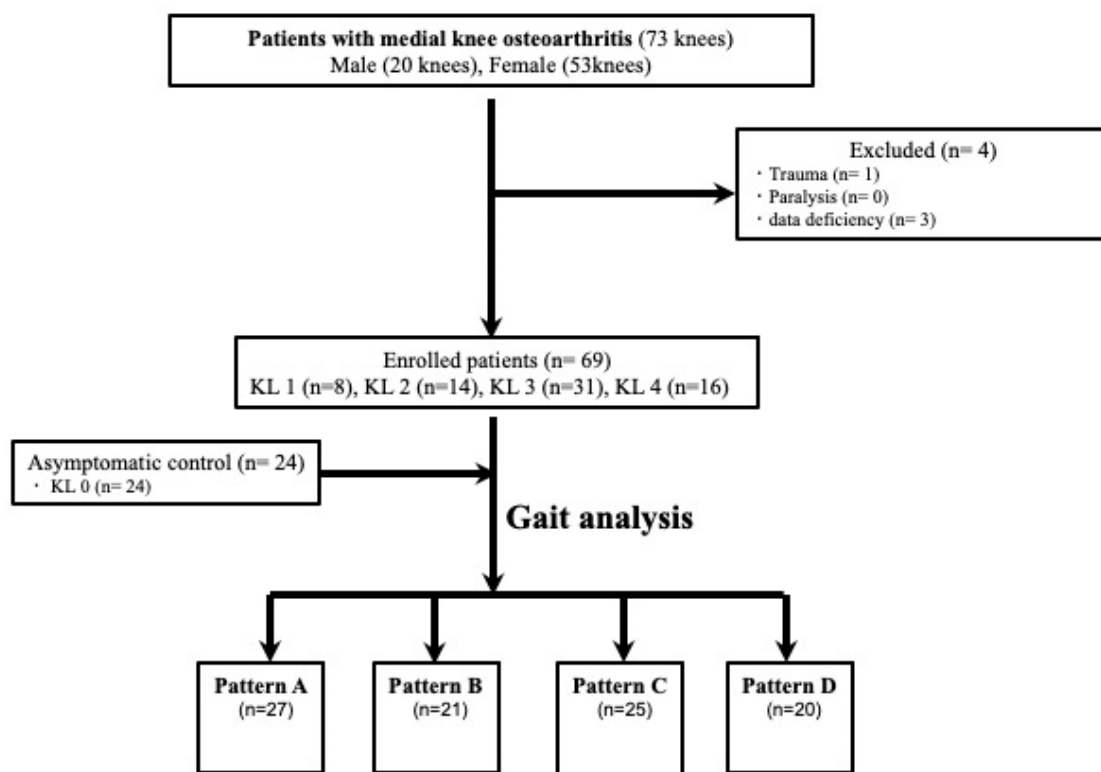 Patients with medial knee osteoarthritis (73 knees)
Male (20 knees), Female (53knees)
Excluded (n= 4)
・Trauma (n= 1)
・Paralysis (n= 0)
・data deficiency (n= 3)
Enrolled patients (n= 69)
KL 1 (n=8), KL 2 (n=14), KL 3 (n=31), KL 4 (n=16)
Asymptomatic control (n= 24)
・KL 0 (n= 24)
Gait analysis
Pattern A
(n=27)
Pattern B
(n=21)
Pattern C
(n=25)
Pattern D
(n=20)